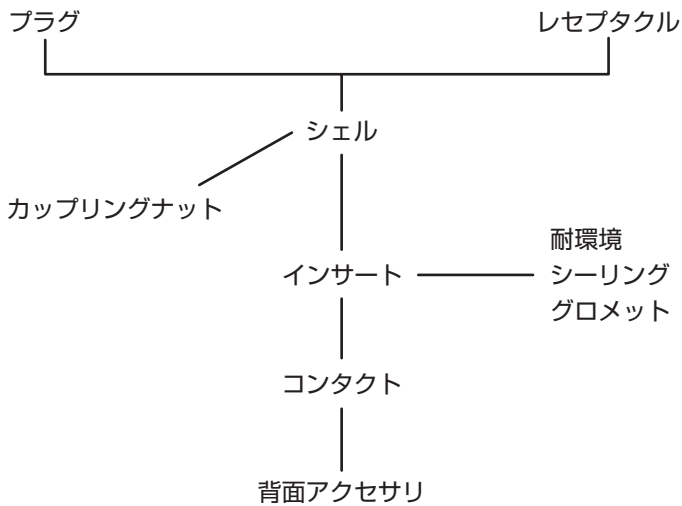 プラグ
レセプタクル
シェル
カップリングナット
耐環境
インサート
シーリング
グロメット
コンタクト
背面アクセサリ